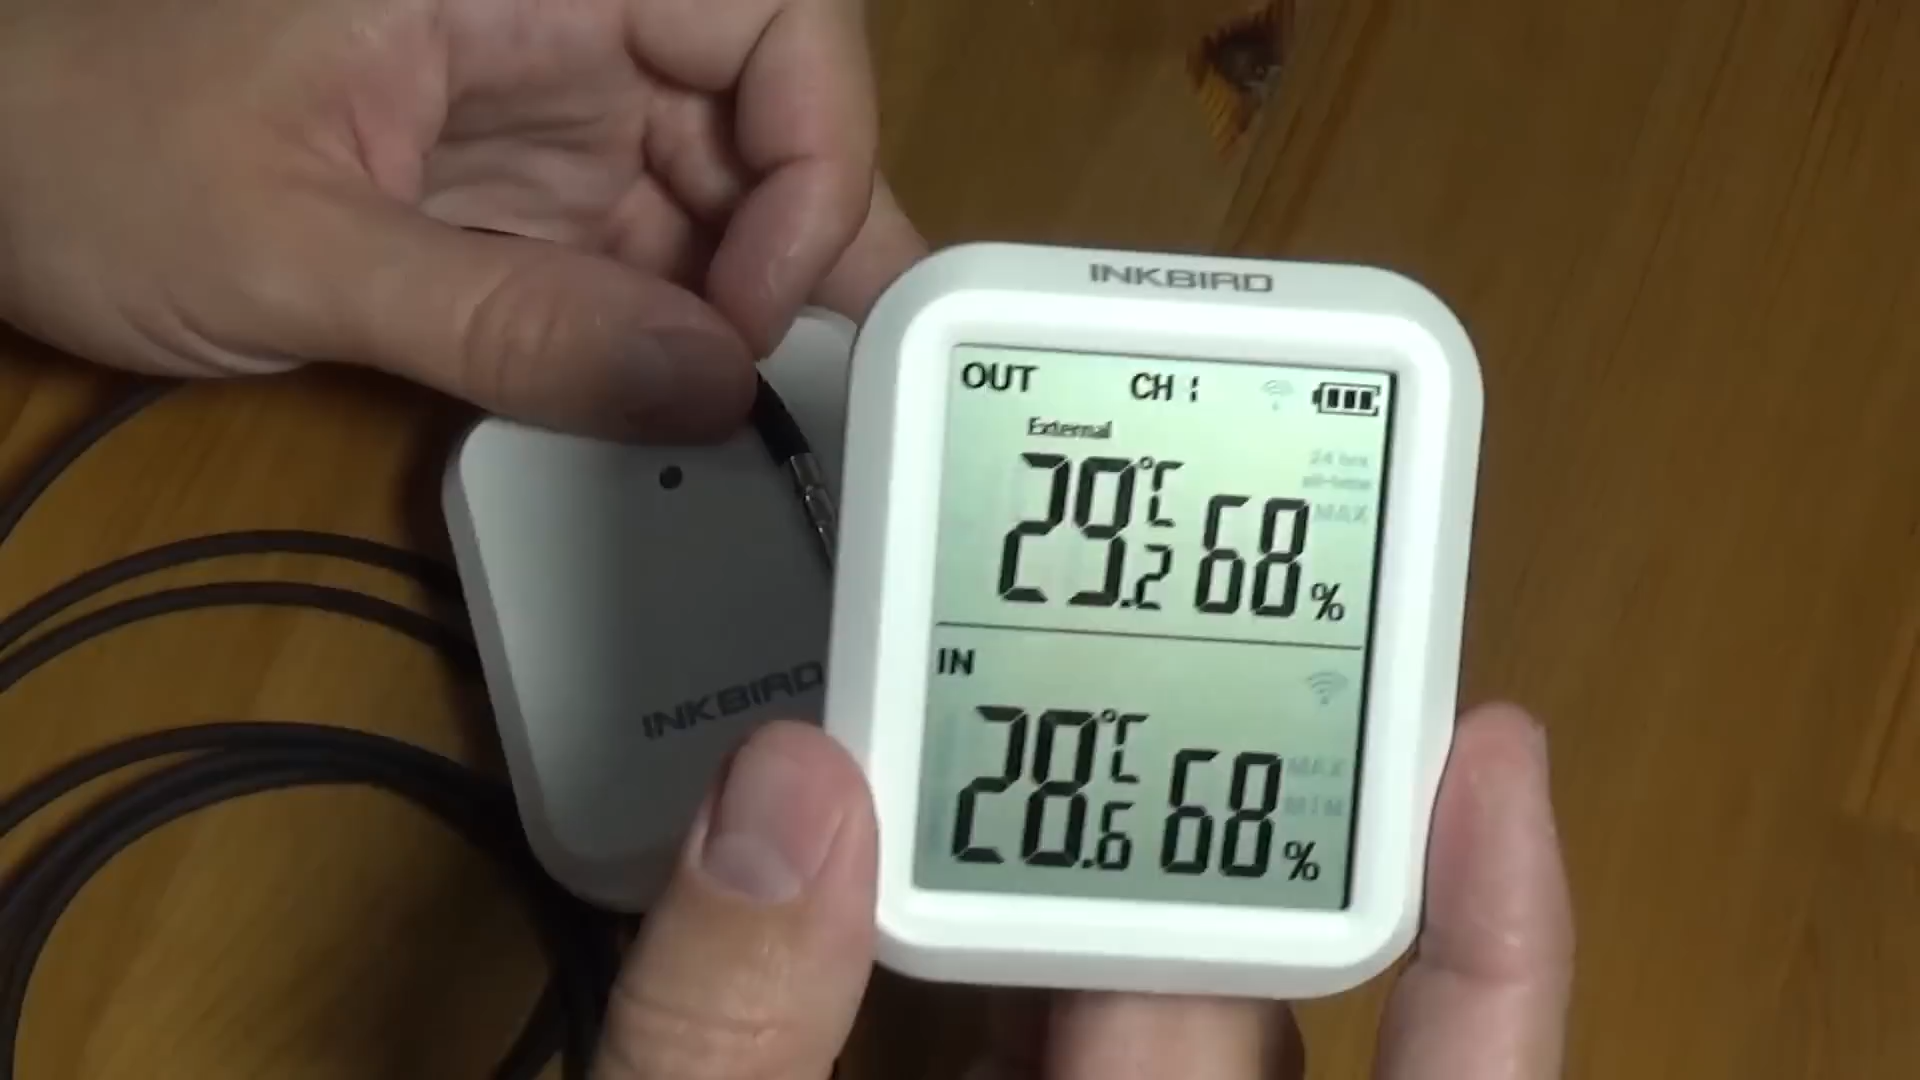 INKBIRD
OUT CH 1
External
29.2 °C 68 %
24 hrs
all-time
MAX
IN
28.6 °C 68 %
MAX
MIN
INKBIRD